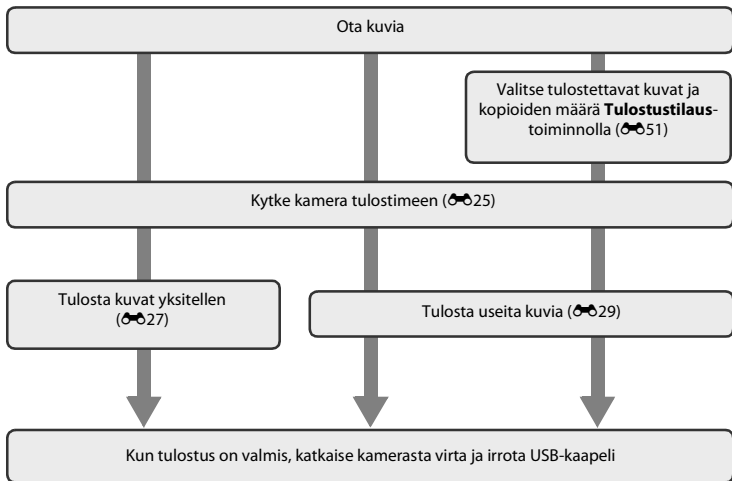 Ota kuvia
Valitse tulostettavat kuvat ja
kopioiden määrä Tulostustilaus-
toiminnolla (51)
Kytke kamera tulostimeen (25)
Tulosta kuvat yksitellen
(27)
Tulosta useita kuvia (29)
Kun tulostus on valmis, katkaise kamerasta virta ja irrota USB-kaapeli